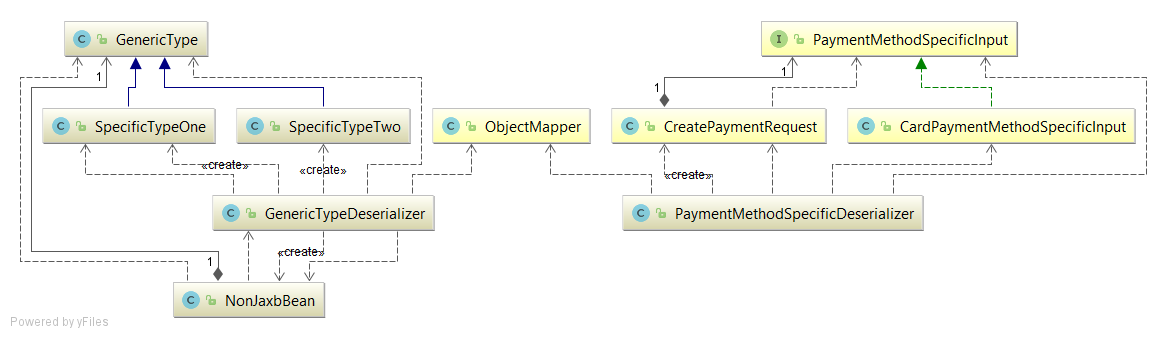 C GenericType
I PaymentMethodSpecificInput
1
1
1
C SpecificTypeOne
C SpecificTypeTwo
C ObjectMapper
C CreatePaymentRequest
C CardPaymentMethodSpecificInput
«create»
«create»
«create»
C GenericTypeDeserializer
C PaymentMethodSpecificDeserializer
«create»
1
C NonJaxbBean
Powered by yFiles